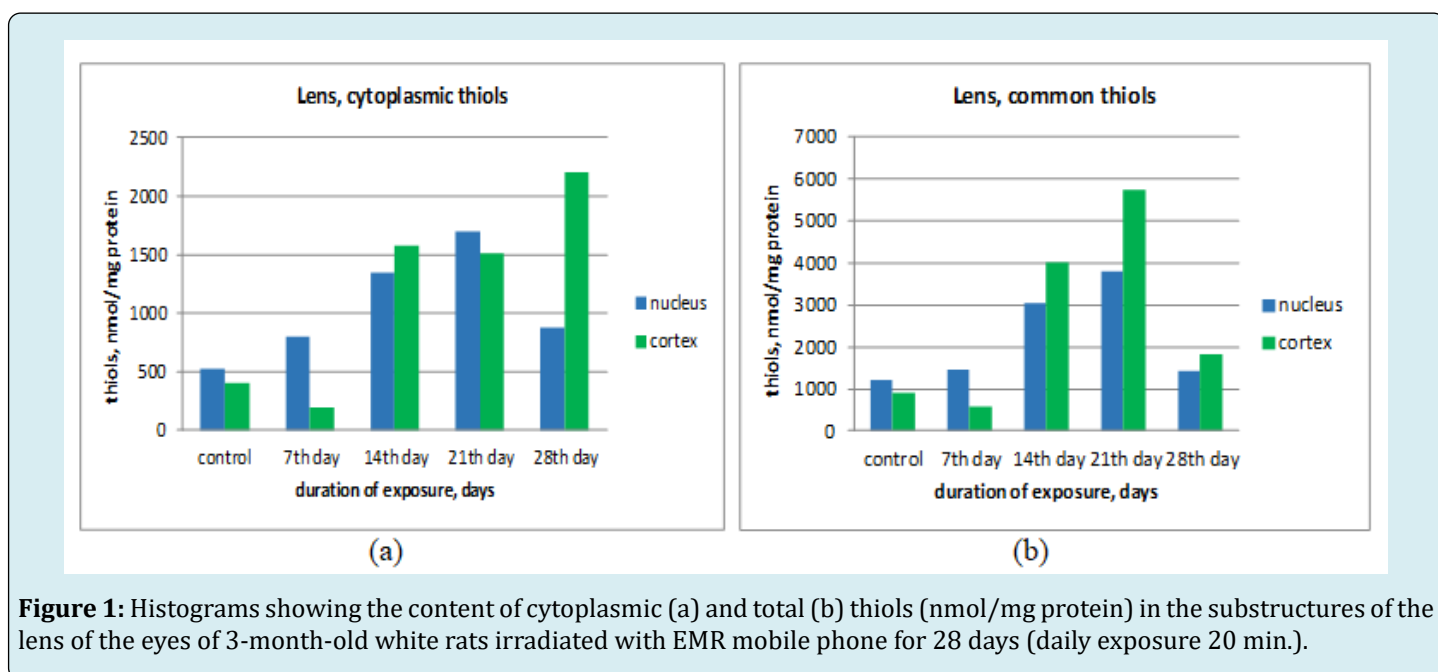 Lens, cytoplasmic thiols
2500
2000
1500
1000
500
0
thiols, nmol/mg protein
control 7th day 14th day 21th day 28th day
duration of exposure, days
nucleus
cortex
(a)
Lens, common thiols
7000
6000
5000
4000
3000
2000
1000
0
thiols, nmol/mg protein
control 7th day 14th day 21th day 28th day
duration of exposure, days
nucleus
cortex
(b)
Figure 1: Histograms showing the content of cytoplasmic (a) and total (b) thiols (nmol/mg protein) in the substructures of the
lens of the eyes of 3-month-old white rats irradiated with EMR mobile phone for 28 days (daily exposure 20 min.).